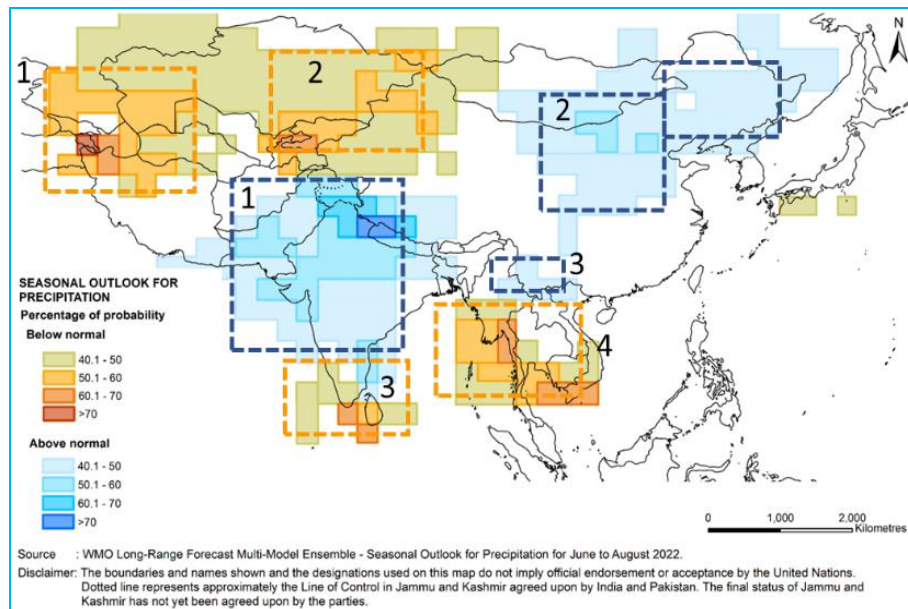 N
1
2
2
1
3
3
4
SEASONAL OUTLOOK FOR
PRECIPITATION
Percentage of probability
Below normal
40.1 - 50
50.1 - 60
60.1 - 70
>70
Above normal
40.1 - 50
50.1 - 60
60.1 - 70
>70
0 1,000 2,000
Kilometres
Source : WMO Long-Range Forecast Multi-Model Ensemble - Seasonal Outlook for Precipitation for June to August 2022.
Disclaimer: The boundaries and names shown and the designations used on this map do not imply official endorsement or acceptance by the United Nations.
Dotted line represents approximately the Line of Control in Jammu and Kashmir agreed upon by India and Pakistan. The final status of Jammu and
Kashmir has not yet been agreed upon by the parties.